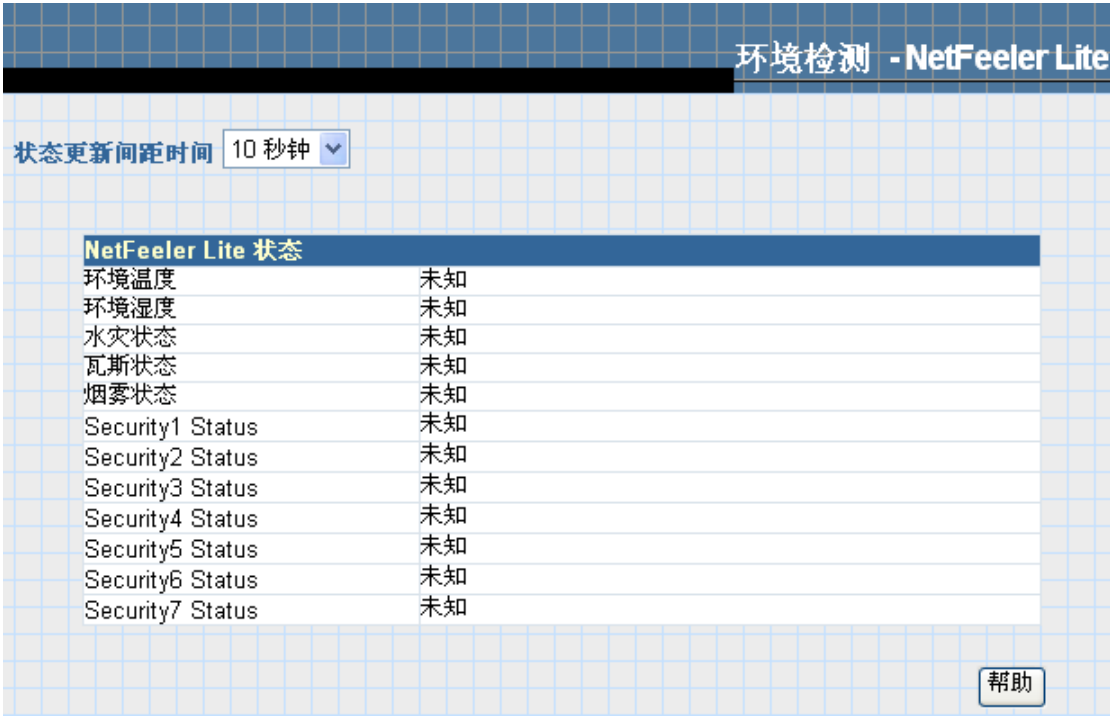 环境检测 - NetFeeler Lite
状态更新间距时间 10 秒钟
NetFeeler Lite 状态
环境温度 未知
环境湿度 未知
水灾状态 未知
瓦斯状态 未知
烟雾状态 未知
Security1 Status 未知
Security2 Status 未知
Security3 Status 未知
Security4 Status 未知
Security5 Status 未知
Security6 Status 未知
Security7 Status 未知
帮助